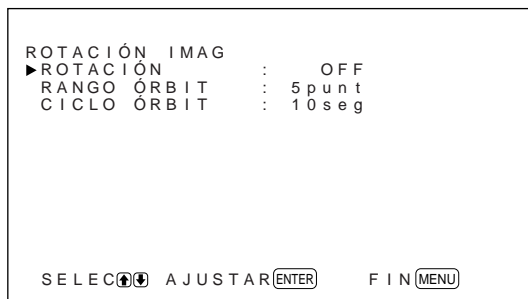 ROTACIÓN IMAG
▶ROTACIÓN : OFF
RANGO ÓRBIT : 5punt
CICLO ÓRBIT : 10seg
SELEC⬆⬇ AJUSTAR ENTER FIN MENU